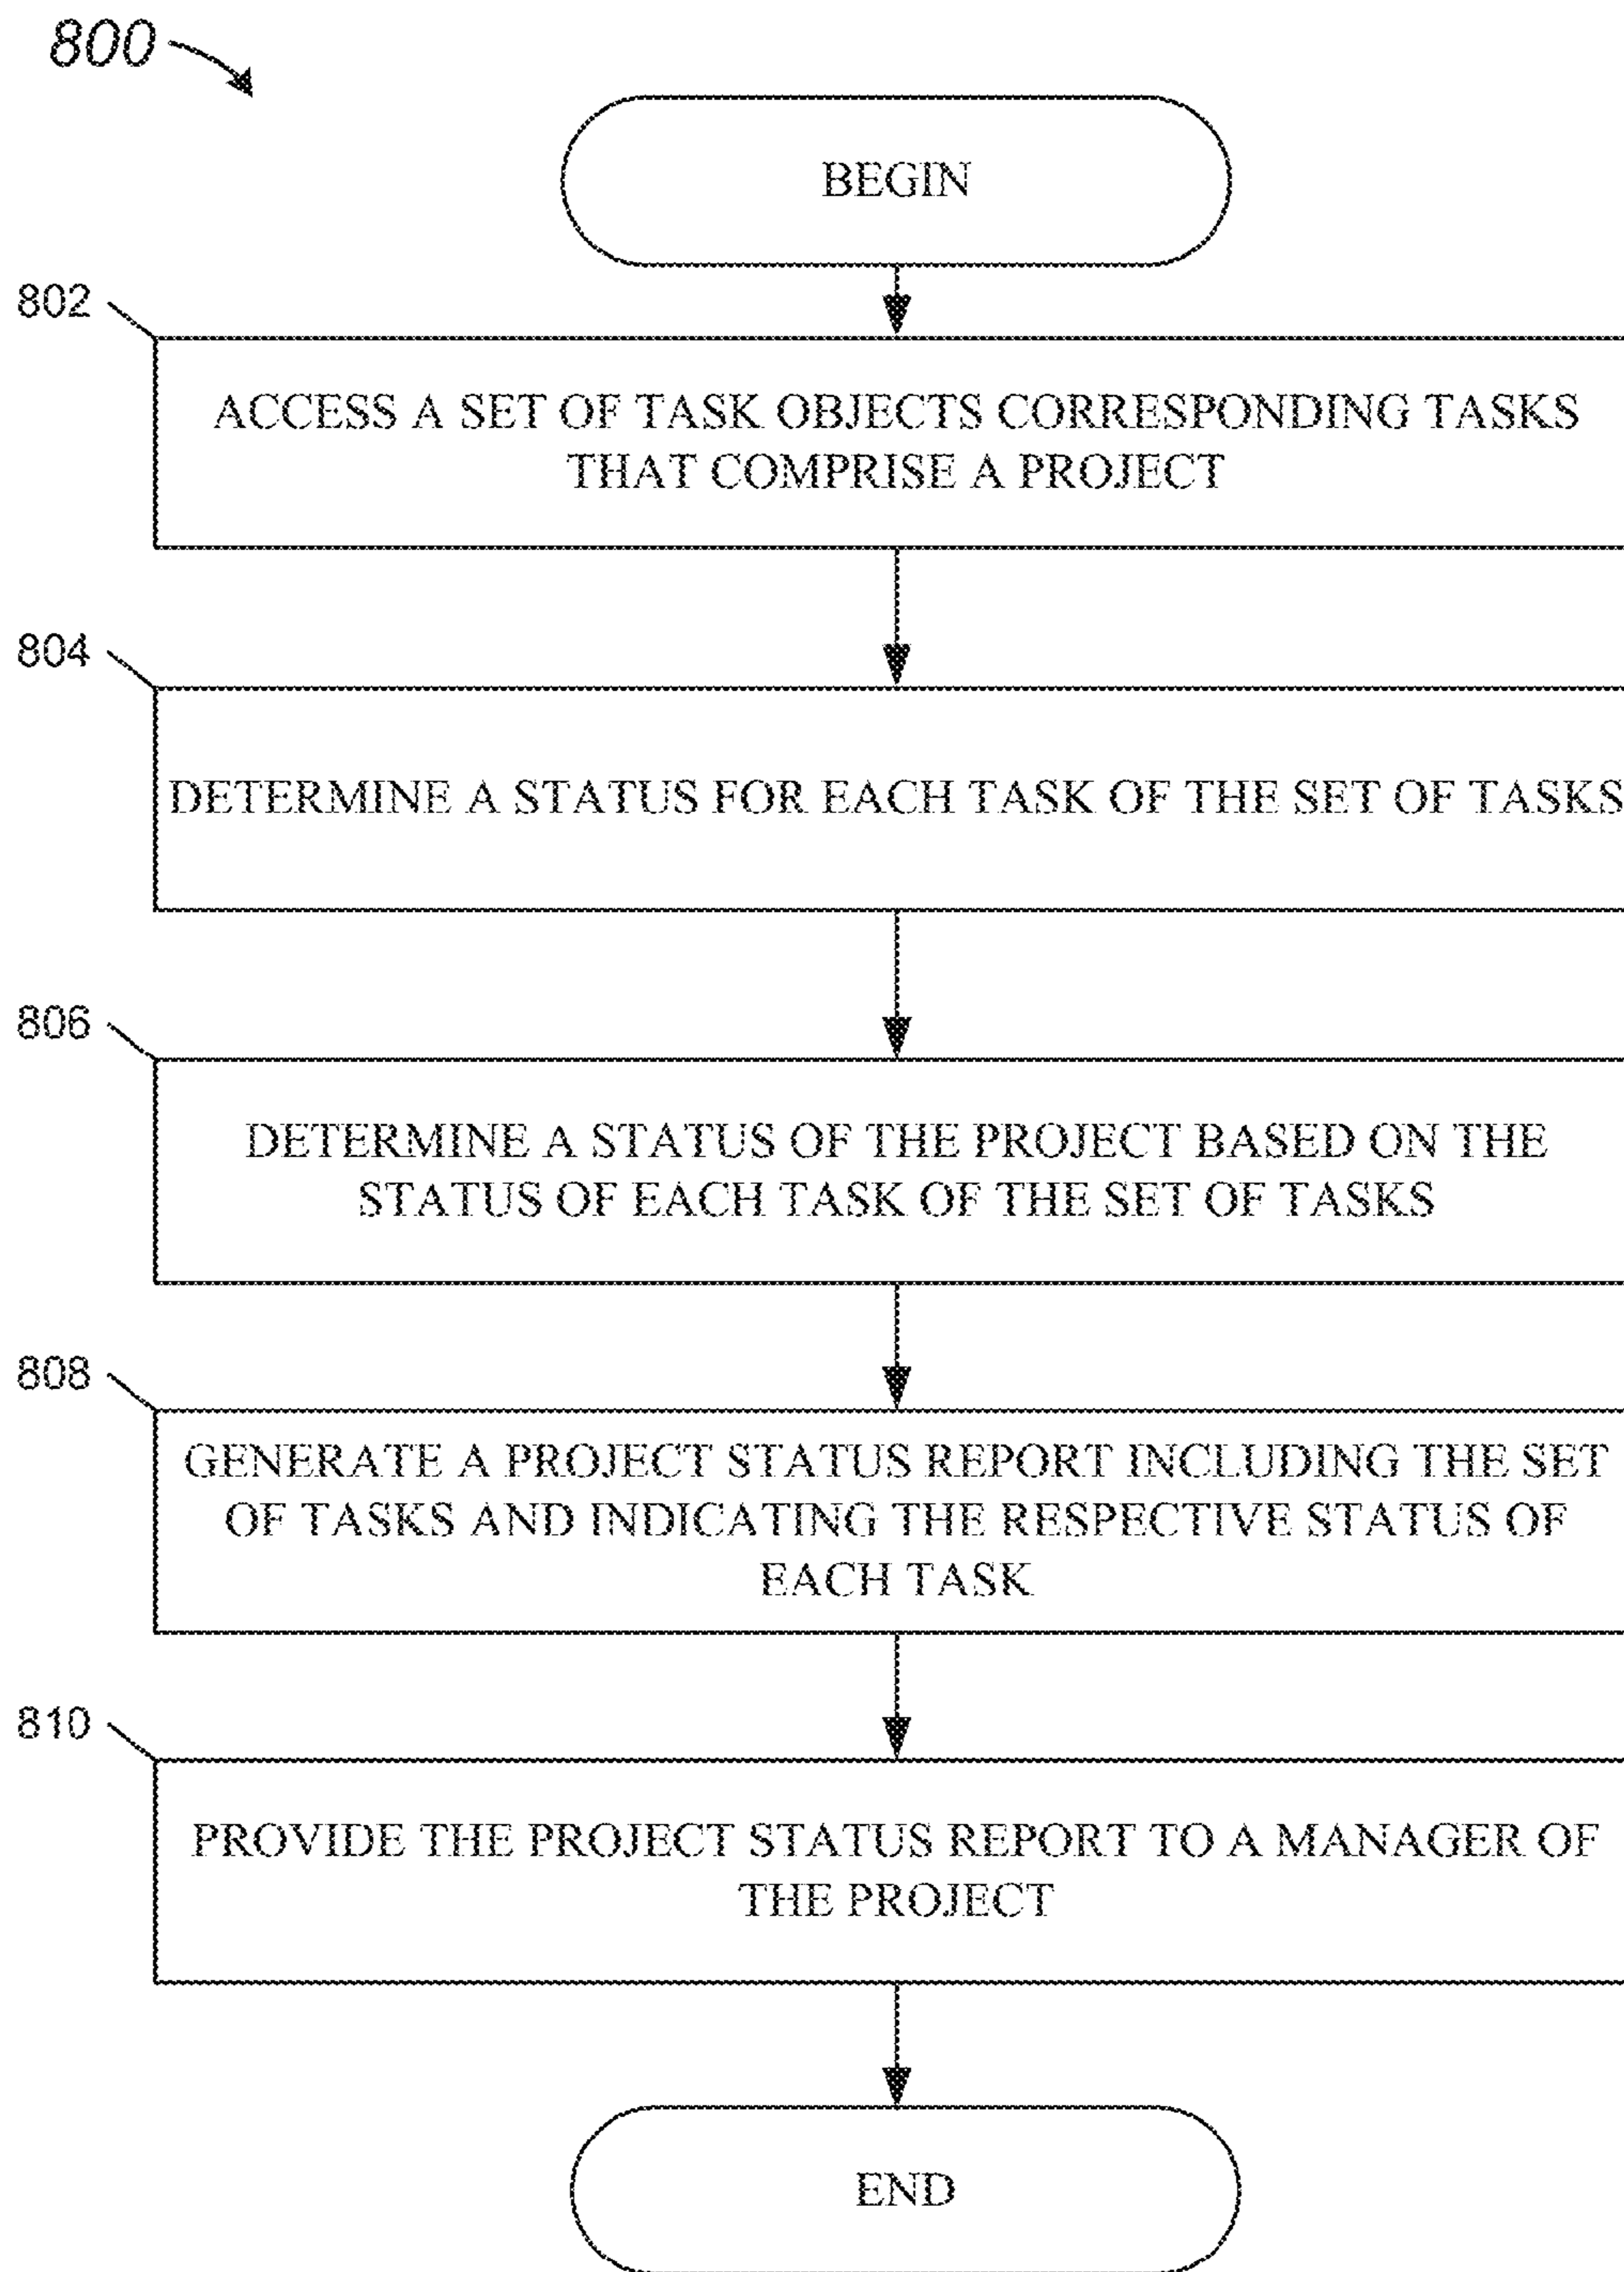 800
BEGIN
802
ACCESS A SET OF TASK OBJECTS CORRESPONDING TASKS
THAT COMPRISE A PROJECT
804
DETERMINE A STATUS FOR EACH TASK OF THE SET OF TASKS
806
DETERMINE A STATUS OF THE PROJECT BASED ON THE
STATUS OF EACH TASK OF THE SET OF TASKS
808
GENERATE A PROJECT STATUS REPORT INCLUDING THE SET
OF TASKS AND INDICATING THE RESPECTIVE STATUS OF
EACH TASK
810
PROVIDE THE PROJECT STATUS REPORT TO A MANAGER OF
THE PROJECT
END